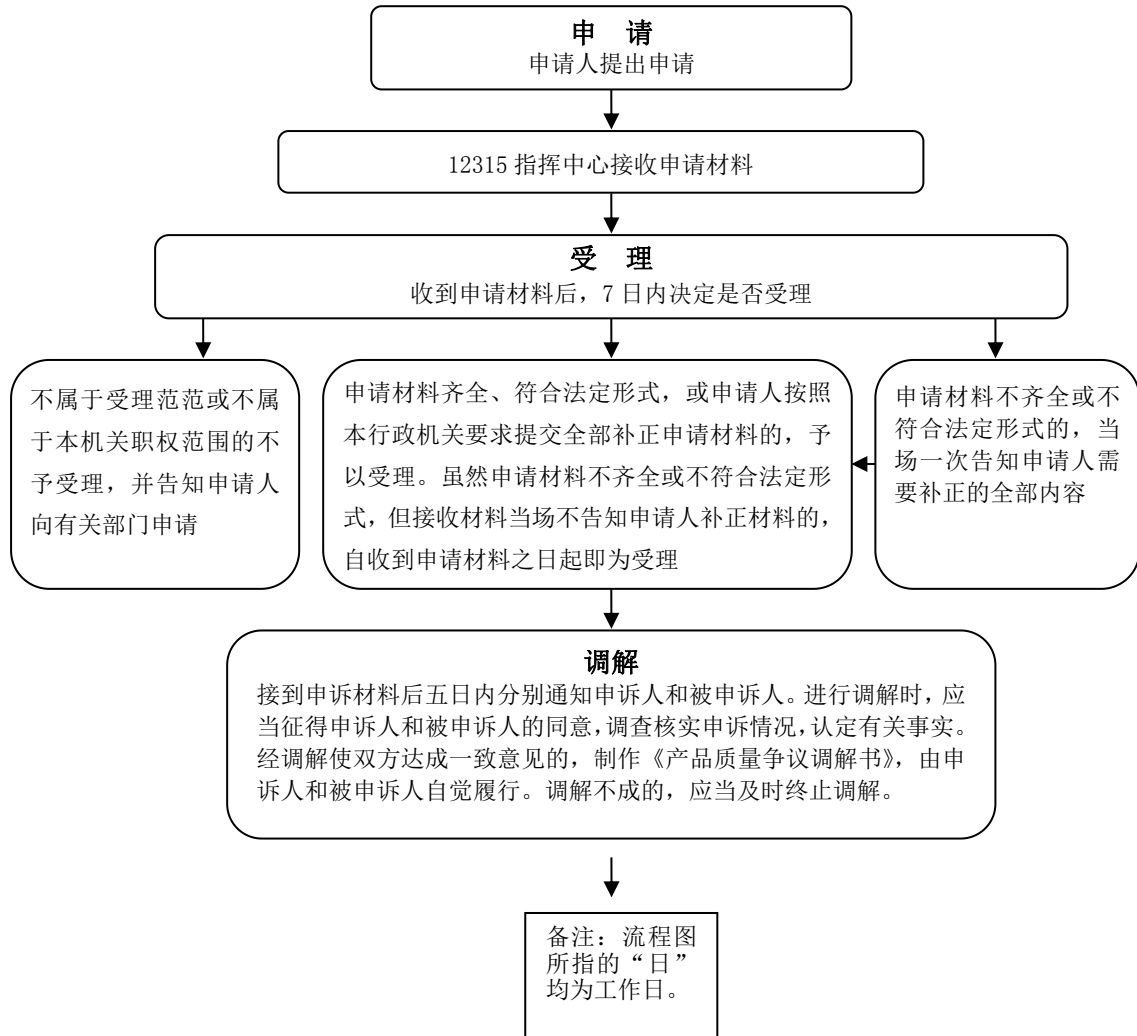 申 请
申请人提出申请
12315 指挥中心接收申请材料
受 理
收到申请材料后，7 日内决定是否受理
不属于受理范范或不属
于本机关职权范围的不
予受理，并告知申请人
向有关部门申请
申请材料齐全、符合法定形式，或申请人按照
本行政机关要求提交全部补正申请材料的，予
以受理。虽然申请材料不齐全或不符合法定形
式，但接收材料当场不告知申请人补正材料的，
自收到申请材料之日起即为受理
申请材料不齐全或不
符合法定形式的，当
场一次告知申请人需
要补正的全部内容
调解
接到申诉材料后五日内分别通知申诉人和被申诉人。进行调解时，应
当征得申诉人和被申诉人的同意，调查核实申诉情况，认定有关事实。
经调解使双方达成一致意见的，制作《产品质量争议调解书》，由申
诉人和被申诉人自觉履行。调解不成的，应当及时终止调解。
备注：流程图
所指的“日”
均为工作日。